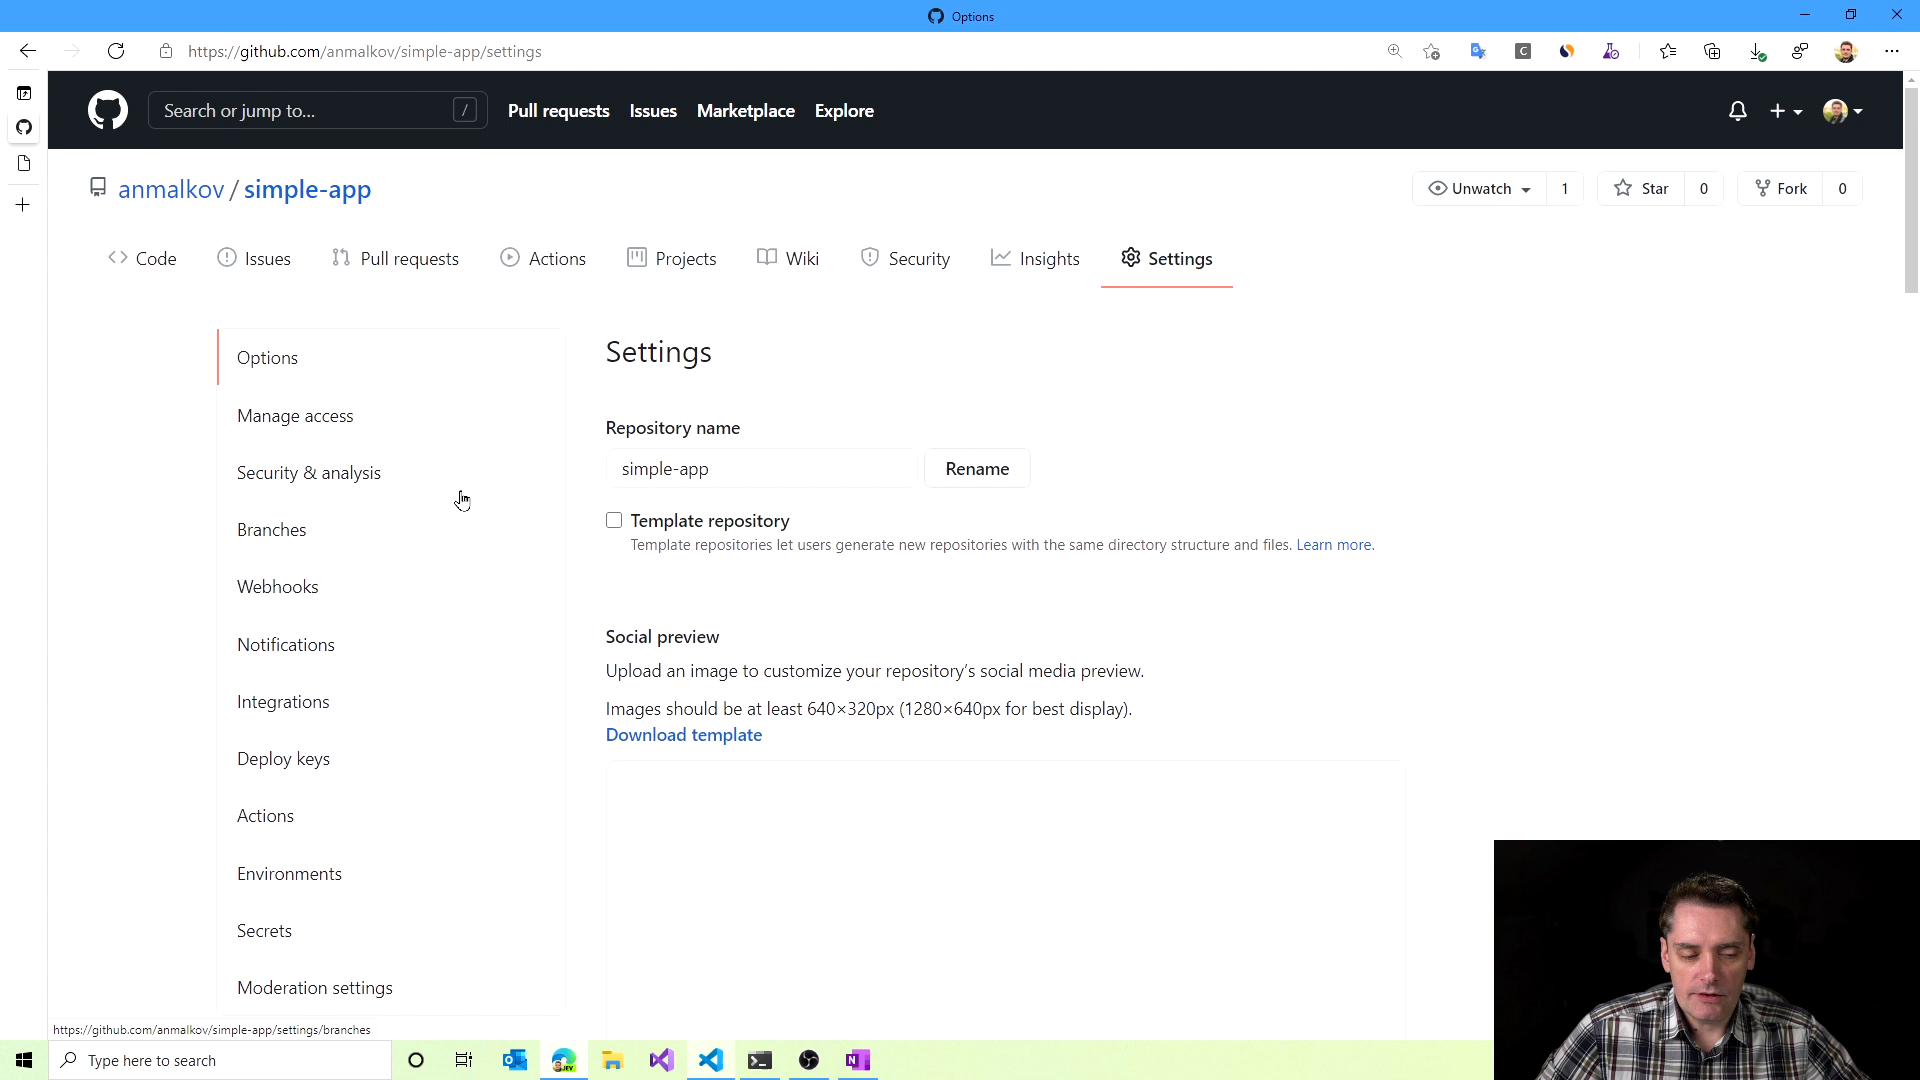 Options
https://github.com/anmalkov/simple-app/settings
Search or jump to... /
Pull requests Issues Marketplace Explore
anmalkov / simple-app
Unwatch 1 Star 0 Fork 0
Code Issues Pull requests Actions Projects Wiki Security Insights Settings
Options
Manage access
Security & analysis
Branches
Webhooks
Notifications
Integrations
Deploy keys
Actions
Environments
Secrets
Moderation settings
Settings
Repository name
simple-app Rename
Template repository
Template repositories let users generate new repositories with the same directory structure and files. Learn more.
Social preview
Upload an image to customize your repository’s social media preview.
Images should be at least 640×320px (1280×640px for best display).
Download template
https://github.com/anmalkov/simple-app/settings/branches
Type here to search